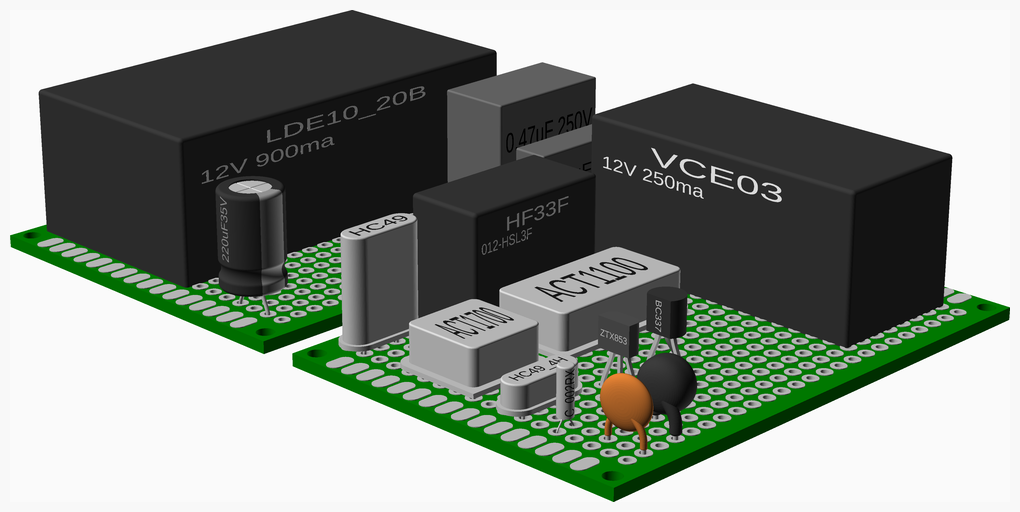 LDE10_20B
12V 900ma
220uF35V
0.47uF 250V
VCE03
12V 250ma
HC49
HF33F
012-HSL3F
ACT1100
ACT1100
BC337
ZTX853
HC49_4H
C_002RX